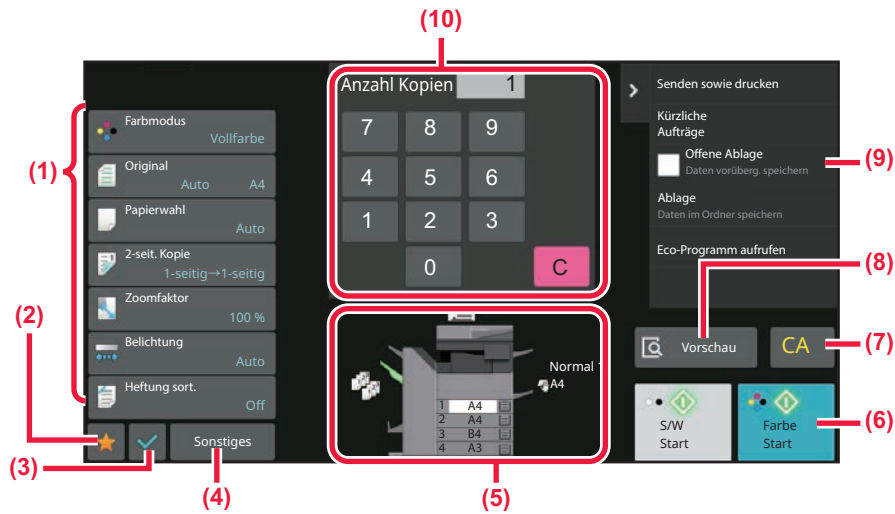 (10)
Anzahl Kopien 1
7 8 9
4 5 6
1 2 3
0 C
(1)
Farbmodus
Vollfarbe
Original
Auto A4
Papierwahl
Auto
2-seit. Kopie
1-seitig→1-seitig
Zoomfaktor
100 %
Belichtung
Auto
Heftung sort.
Off
(2)
(3)
Sonstiges
(4)
Normal 1
A4
1 A4
2 A4
3 B4
4 A3
(5)
Senden sowie drucken
Kürzliche
Aufträge
Offene Ablage
Daten vorüberg. speichern
Ablage
Daten im Ordner speichern
Eco-Programm aufrufen
(9)
(8)
Vorschau
CA
(7)
S/W
Start
Farbe
Start
(6)